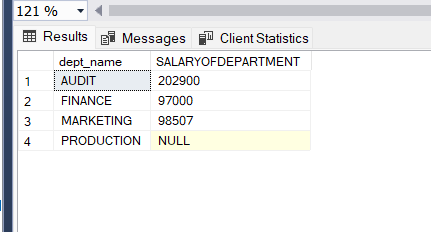 121 %
Results Messages Client Statistics
dept_name SALARYOFDEPARTMENT
1 AUDIT 202900
2 FINANCE 97000
3 MARKETING 98507
4 PRODUCTION NULL